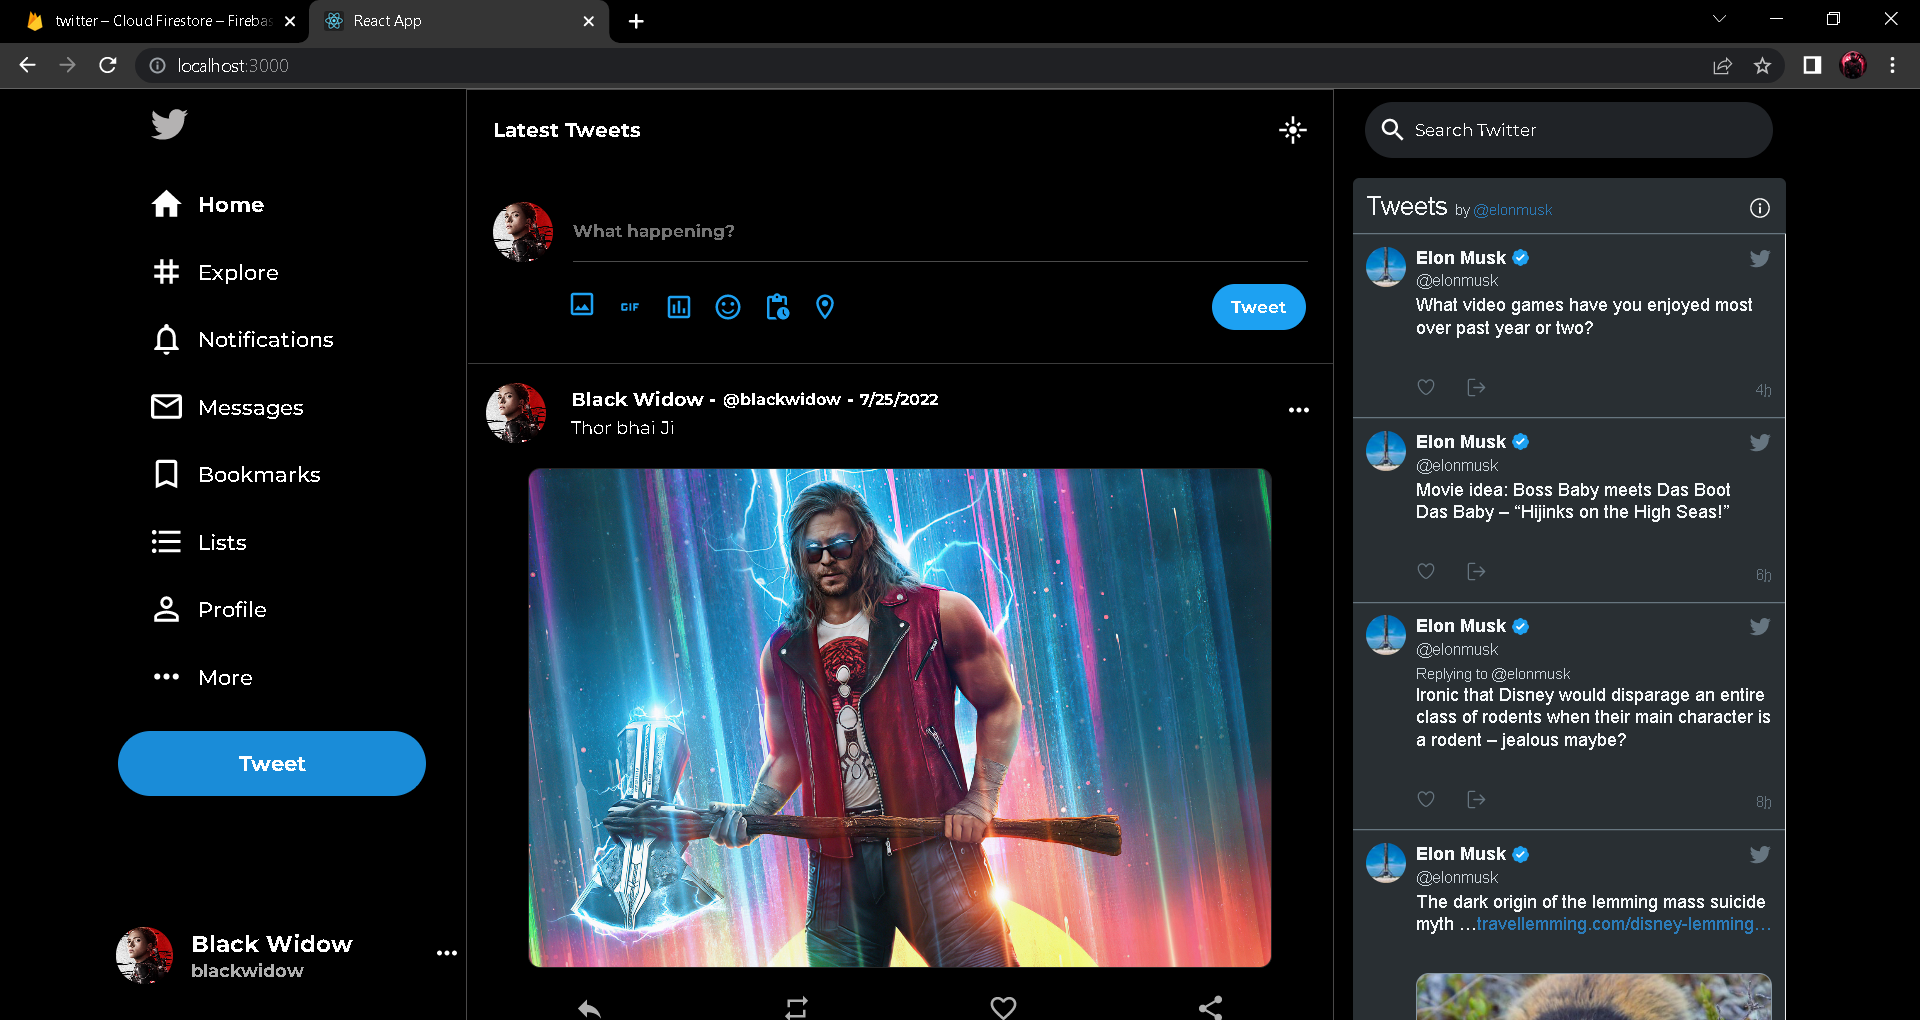 twitter – Cloud Firestore – Fireba
React App
localhost:3000
Home
Explore
Notifications
Messages
Bookmarks
Lists
Profile
More
Tweet
Black Widow
blackwidow
Latest Tweets
What happening?
GIF
Tweet
Black Widow - @blackwidow - 7/25/2022
Thor bhai Ji
Search Twitter
Tweets by @elonmusk
Elon Musk
@elonmusk
What video games have you enjoyed most
over past year or two?
4h
Elon Musk
@elonmusk
Movie idea: Boss Baby meets Das Boot
Das Baby – “Hijinks on the High Seas!”
6h
Elon Musk
@elonmusk
Replying to @elonmusk
Ironic that Disney would disparage an entire
class of rodents when their main character is
a rodent – jealous maybe?
8h
Elon Musk
@elonmusk
The dark origin of the lemming mass suicide
myth …travellemming.com/disney-lemming…